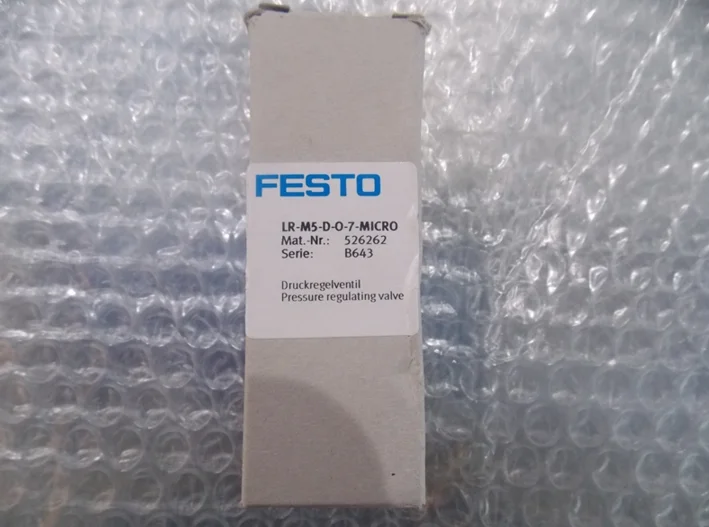 FESTO
LR-M5-D-O-7-MICRO
Mat.-Nr.: 526262
Serie: B643
Druckregelventil
Pressure regulating valve